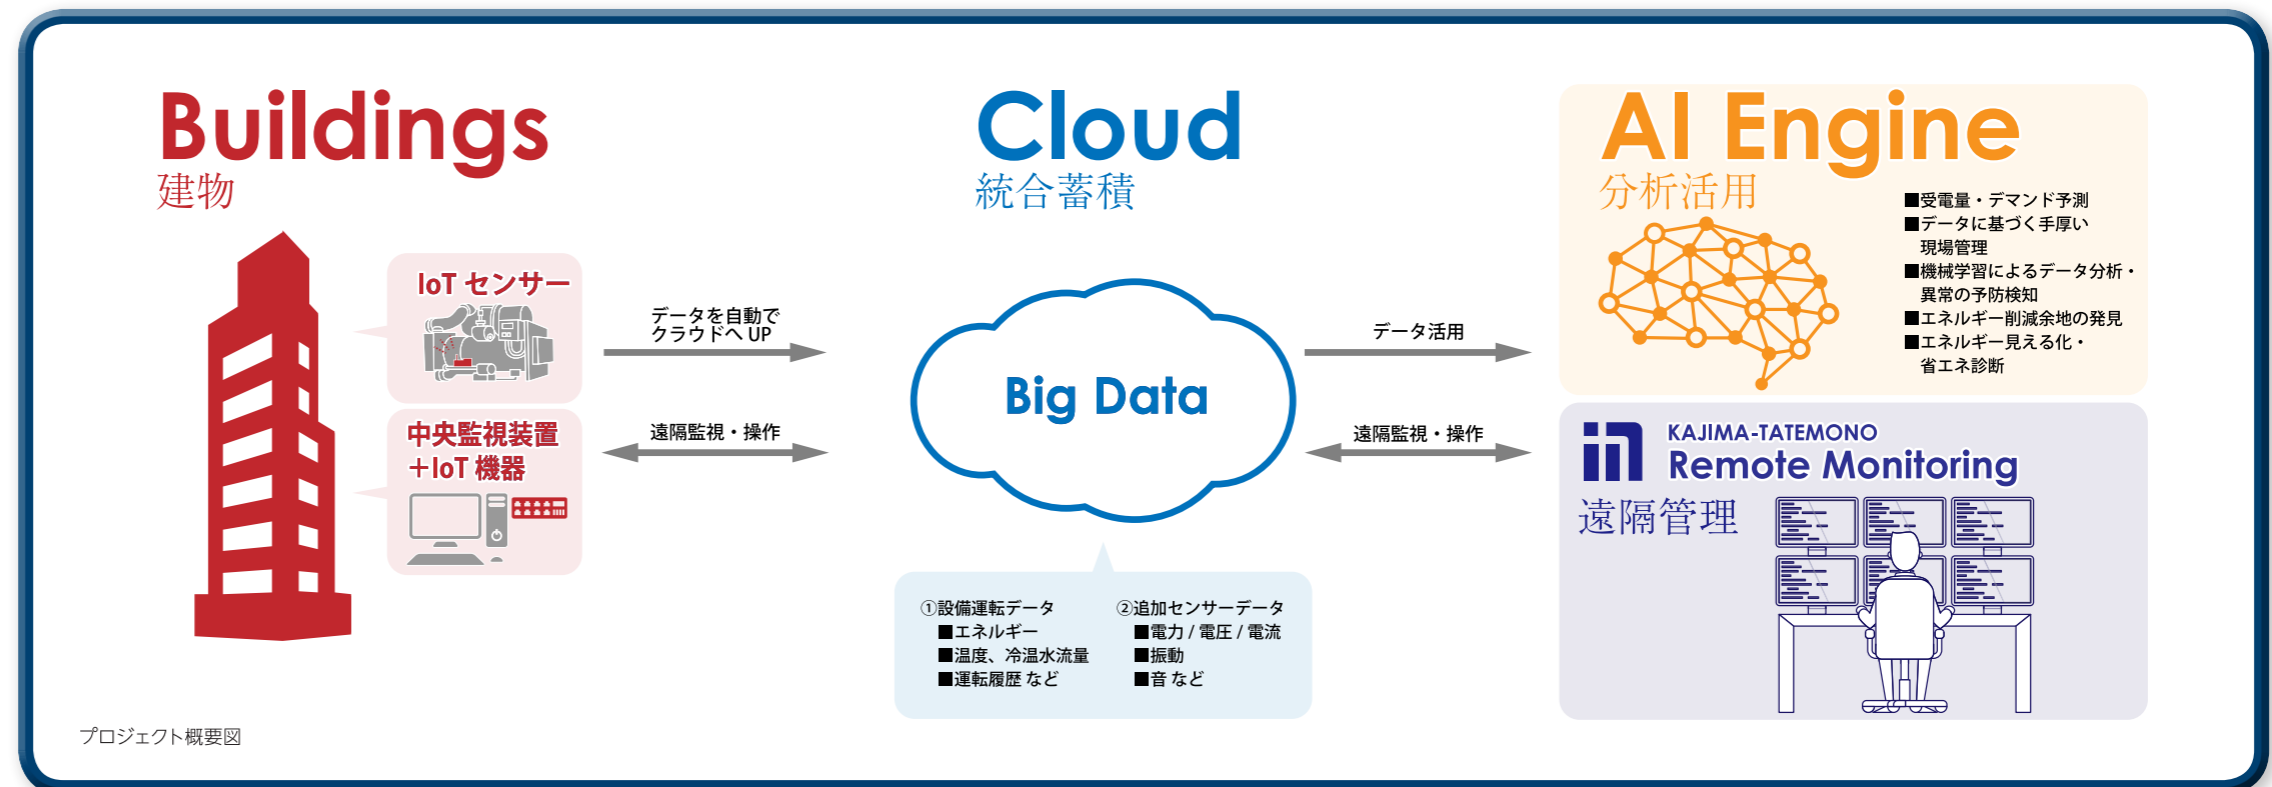 Buildings
建物
IoT センサー
中央監視装置
＋IoT 機器
データを自動で
クラウドへ UP
遠隔監視・操作
Cloud
統合蓄積
Big Data
①設備運転データ
■エネルギー
■温度、冷温水流量
■運転履歴 など
②追加センサーデータ
■電力 / 電圧 / 電流
■振動
■音 など
データ活用
遠隔監視・操作
AI Engine
分析活用
■受電量・デマンド予測
■データに基づく手厚い
現場管理
■機械学習によるデータ分析・
異常の予防検知
■エネルギー削減余地の発見
■エネルギー見える化・
省エネ診断
KAJIMA-TATEMONO
Remote Monitoring
遠隔管理
プロジェクト概要図